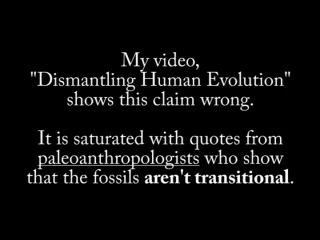 My video,
"Dismantling Human Evolution"
shows this claim wrong.
It is saturated with quotes from
paleoanthropologists who show
that the fossils aren't transitional.